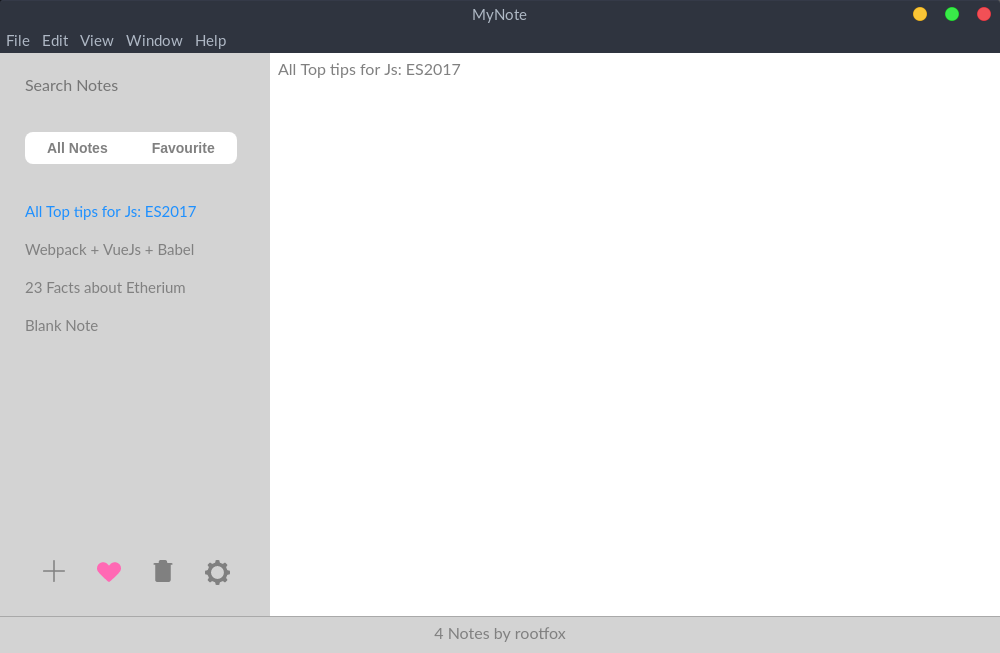 MyNote
File Edit View Window Help
Search Notes
All Notes Favourite
All Top tips for Js: ES2017
Webpack + VueJs + Babel
23 Facts about Etherium
Blank Note
All Top tips for Js: ES2017
4 Notes by rootfox